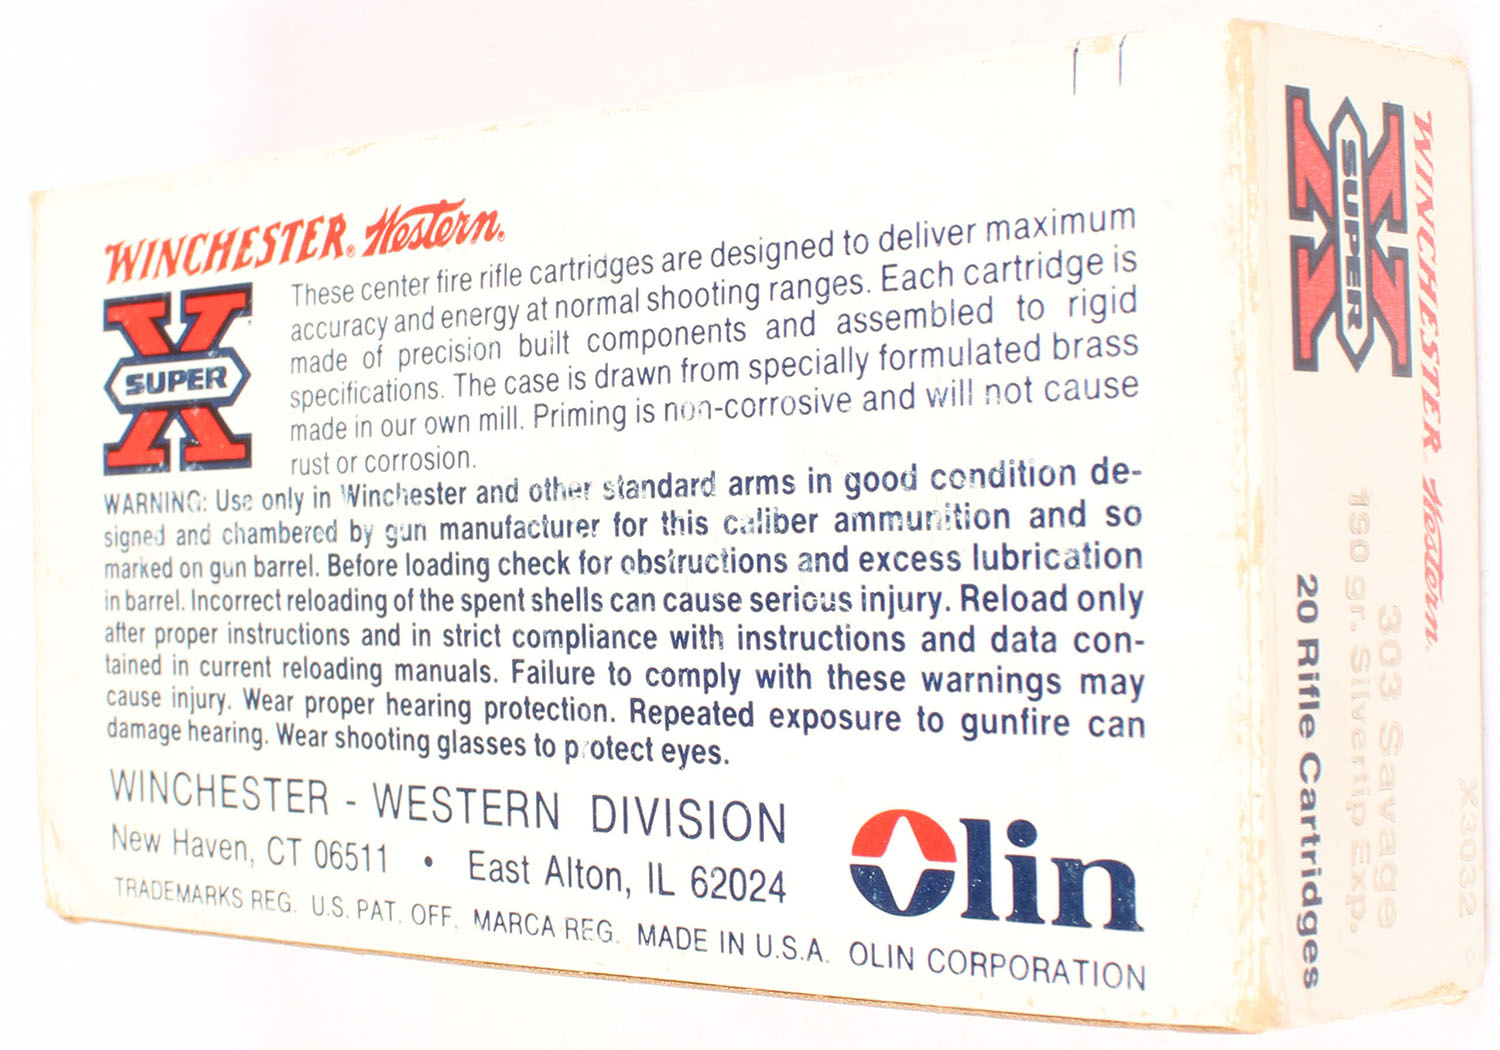 WINCHESTER® Western®
SUPER X
These center fire rifle cartridges are designed to deliver maximum
accuracy and energy at normal shooting ranges. Each cartridge is
made of precision built components and assembled to rigid
specifications. The case is drawn from specially formulated brass
made in our own mill. Priming is non-corrosive and will not cause
rust or corrosion.
WARNING: Use only in Winchester and other standard arms in good condition de-
signed and chambered by gun manufacturer for this caliber ammunition and so
marked on gun barrel. Before loading check for obstructions and excess lubrication
in barrel. Incorrect reloading of the spent shells can cause serious injury. Reload only
after proper instructions and in strict compliance with instructions and data con-
tained in current reloading manuals. Failure to comply with these warnings may
cause injury. Wear proper hearing protection. Repeated exposure to gunfire can
damage hearing. Wear shooting glasses to protect eyes.
WINCHESTER - WESTERN DIVISION
New Haven, CT 06511 • East Alton, IL 62024
TRADEMARKS REG. U.S. PAT. OFF. MARCA REG. MADE IN U.S.A. OLIN CORPORATION
Olin
WINCHESTER® Western®
SUPER X
X3032
303 Savage
190 gr. Silvertip Exp.
20 Rifle Cartridges